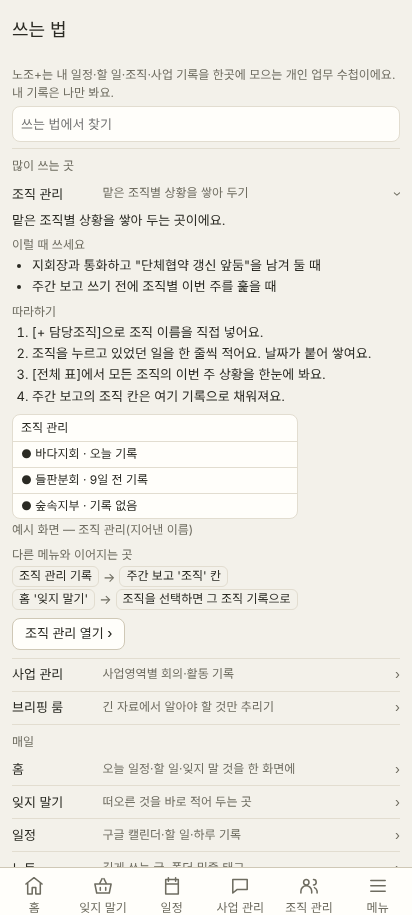 쓰는 법
노조+는 내 일정·할 일·조직·사업 기록을 한곳에 모으는 개인 업무 수첩이에요.
내 기록은 나만 봐요.
쓰는 법에서 찾기
많이 쓰는 곳
조직 관리 맡은 조직별 상황을 쌓아 두기
맡은 조직별 상황을 쌓아 두는 곳이에요.
이럴 때 쓰세요
• 지회장과 통화하고 "단체협약 갱신 앞둠"을 남겨 둘 때
• 주간 보고 쓰기 전에 조직별 이번 주를 훑을 때
따라하기
1. [+ 담당조직]으로 조직 이름을 직접 넣어요.
2. 조직을 누르고 있었던 일을 한 줄씩 적어요. 날짜가 붙어 쌓여요.
3. [전체 표]에서 모든 조직의 이번 주 상황을 한눈에 봐요.
4. 주간 보고의 조직 칸은 여기 기록으로 채워져요.
조직 관리
● 바다지회 · 오늘 기록
● 들판분회 · 9일 전 기록
● 숲속지부 · 기록 없음
예시 화면 — 조직 관리(지어낸 이름)
다른 메뉴와 이어지는 곳
조직 관리 기록 → 주간 보고 '조직' 칸
홈 '잊지 말기' → 조직을 선택하면 그 조직 기록으로
조직 관리 열기 ›
사업 관리 사업영역별 회의·활동 기록 ›
브리핑 룸 긴 자료에서 알아야 할 것만 추리기 ›
매일
홈 오늘 일정·할 일·잊지 말 것을 한 화면에 ›
잊지 말기 떠오른 것을 바로 적어 두는 곳 ›
일정 구글 캘린더·할 일·하루 기록 ›
홈 잊지 말기 일정 사업 관리 조직 관리 메뉴